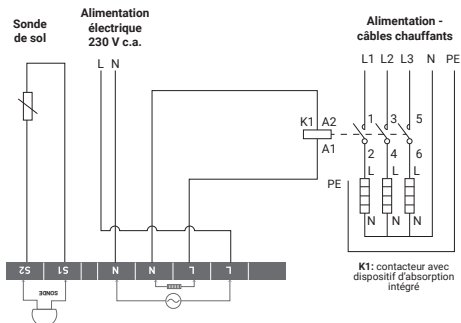 Sonde
de sol
Alimentation
électrique
230 V c.a.
L N
Alimentation -
câbles chauffants
L1 L2 L3 N PE
K1 A2
A1
1 3 5
2 4 6
L L L
PE
N N N
K1: contacteur avec
dispositif d'absorption
intégré
S2 S1 N N L L
SONDE